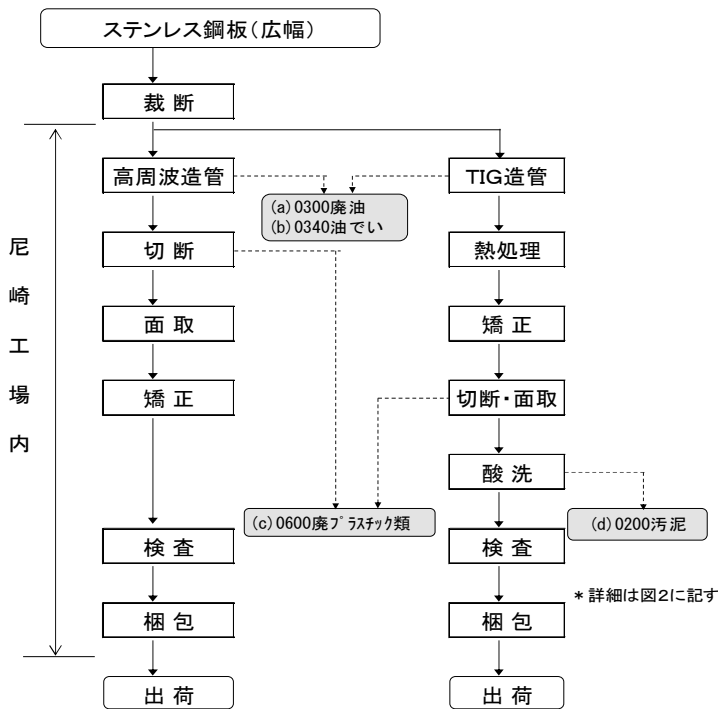 ステンレス鋼板(広幅)
裁 断
高周波造管
TIG造管
(a)0300廃油
(b)0340油でい
切 断
熱処理
尼崎工場内
面 取
矯 正
矯 正
切断・面取
酸 洗
(c)0600廃プラスチック類
(d)0200汚泥
検 査
検 査
*詳細は図2に記す
梱 包
梱 包
出 荷
出 荷